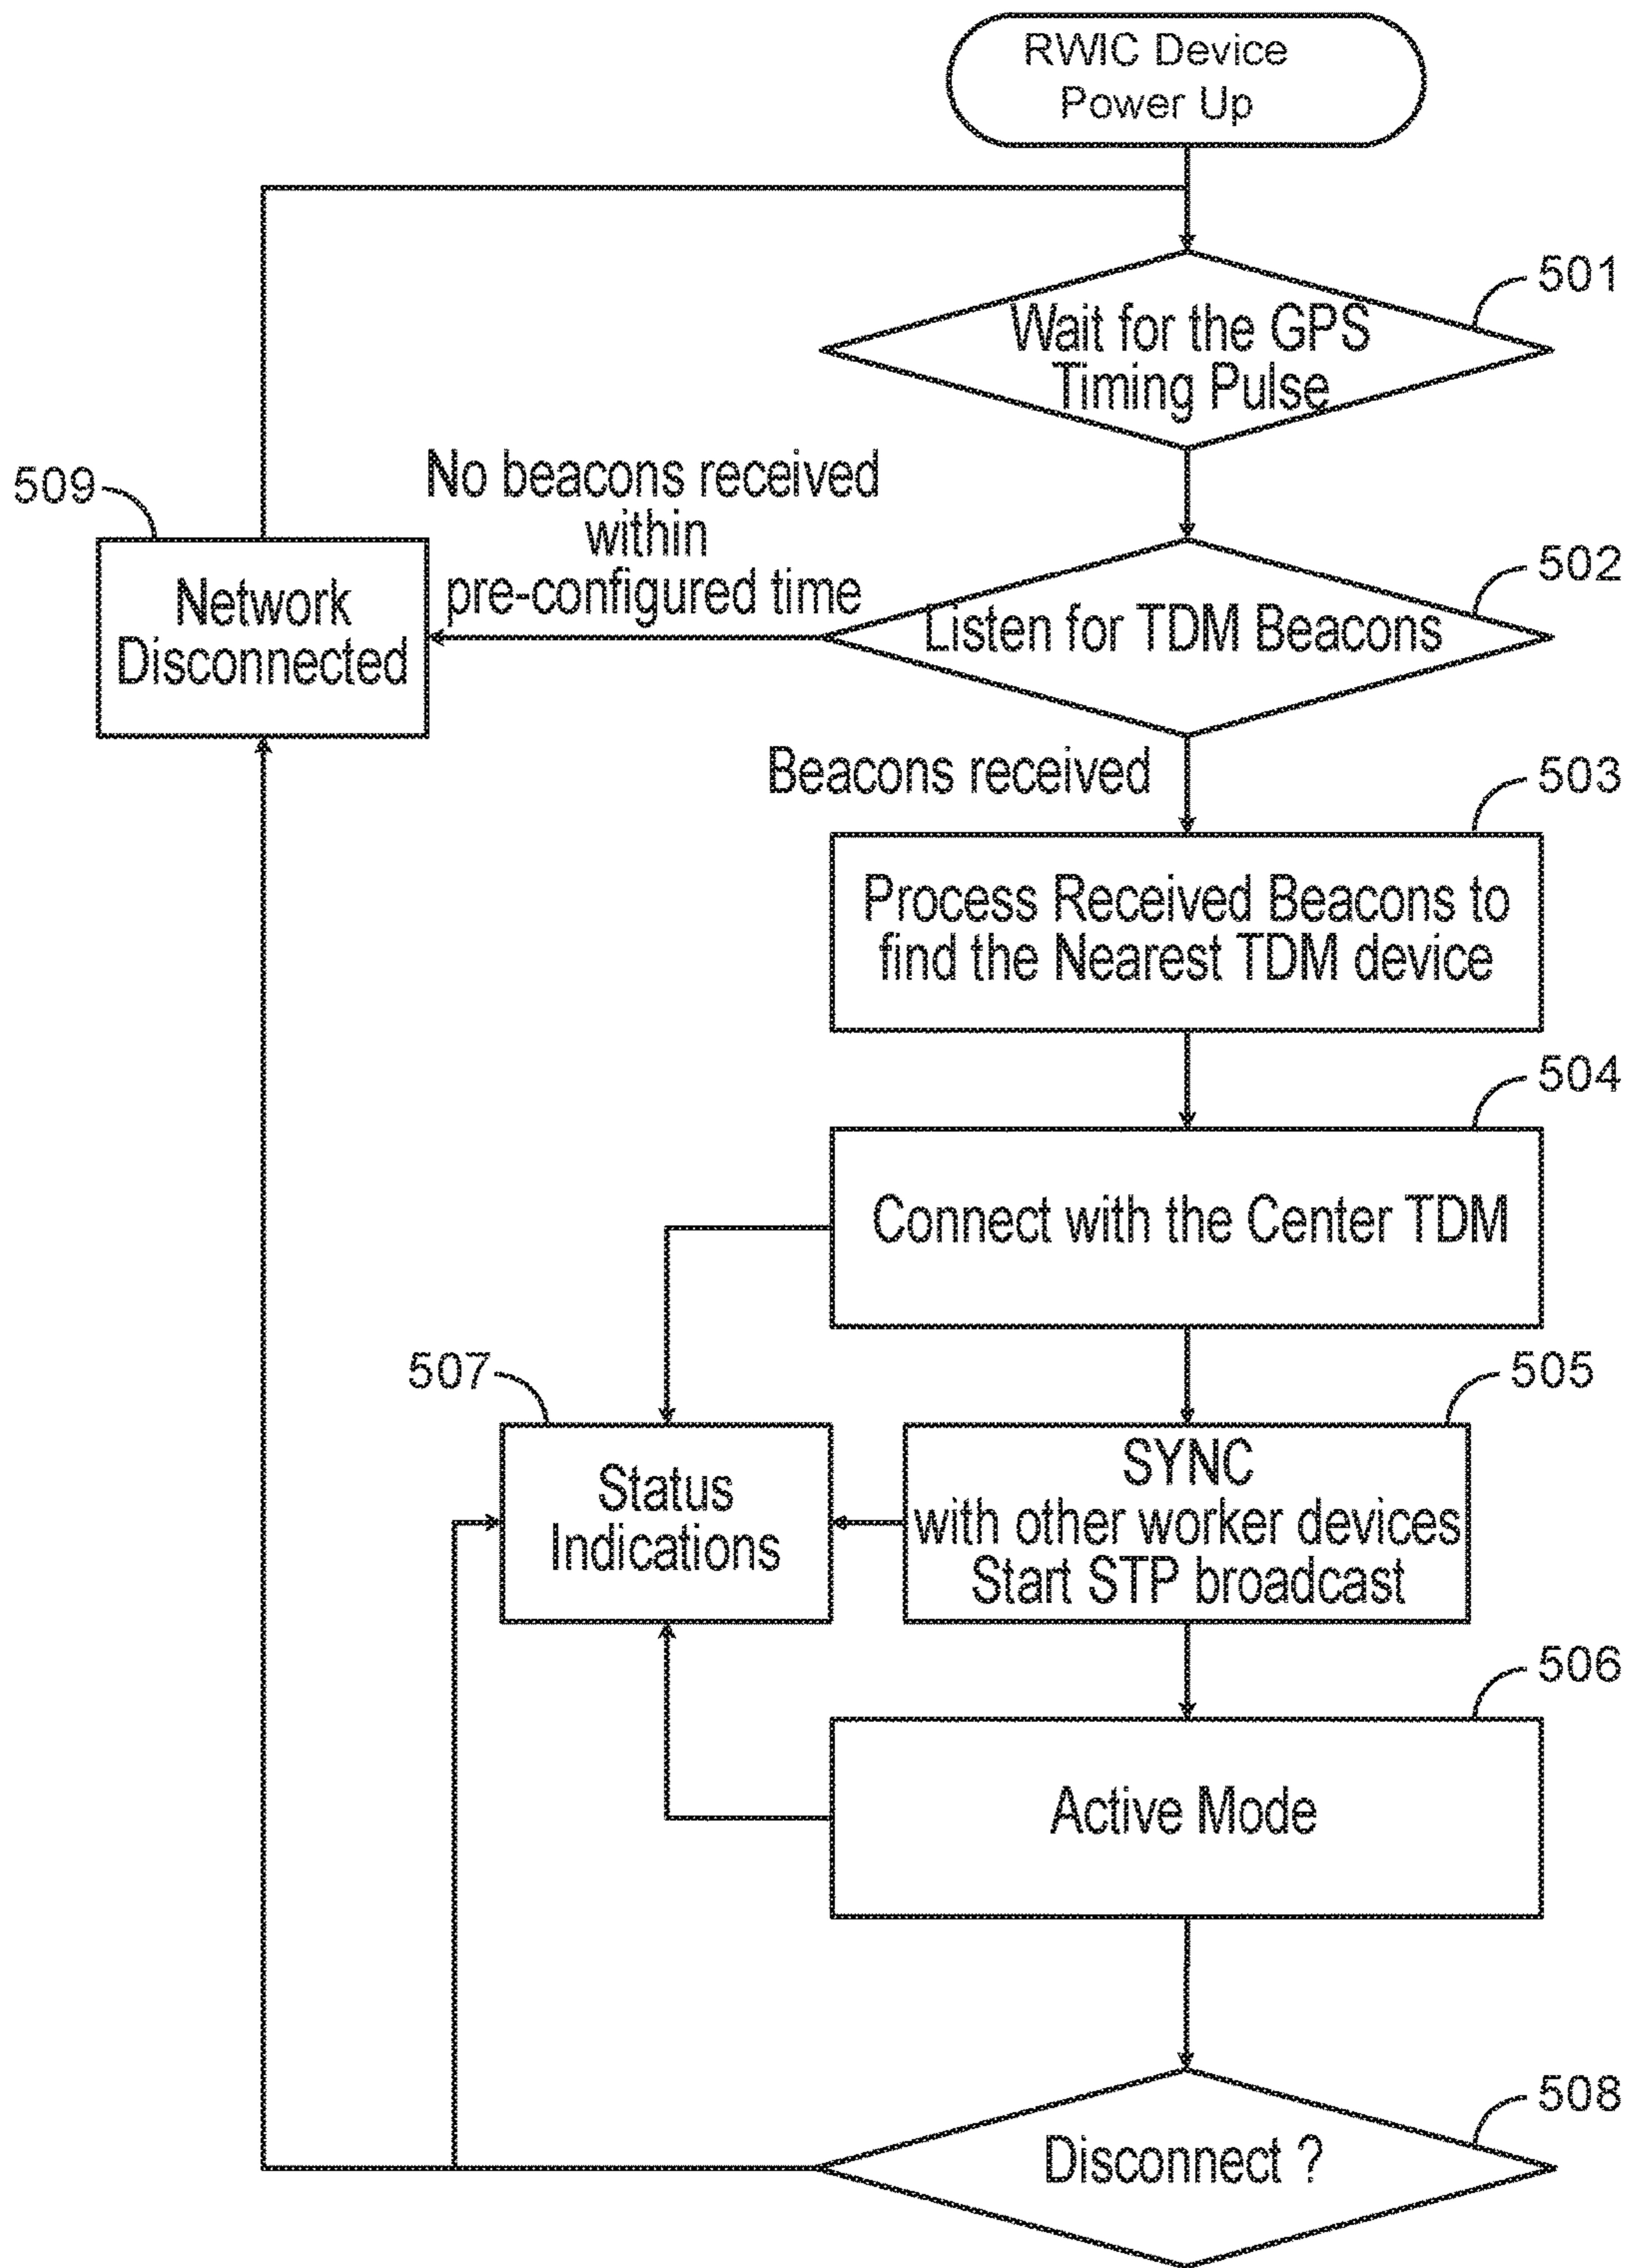 RWIC Device
Power Up
501
Wait for the GPS
Timing Pulse
509
No beacons received
within
pre-configured time
502
Network
Disconnected
Listen for TDM Beacons
Beacons received
503
Process Received Beacons to
find the Nearest TDM device
504
Connect with the Center TDM
507
505
Status
Indications
SYNC
with other worker devices
Start STP broadcast
506
Active Mode
508
Disconnect ?